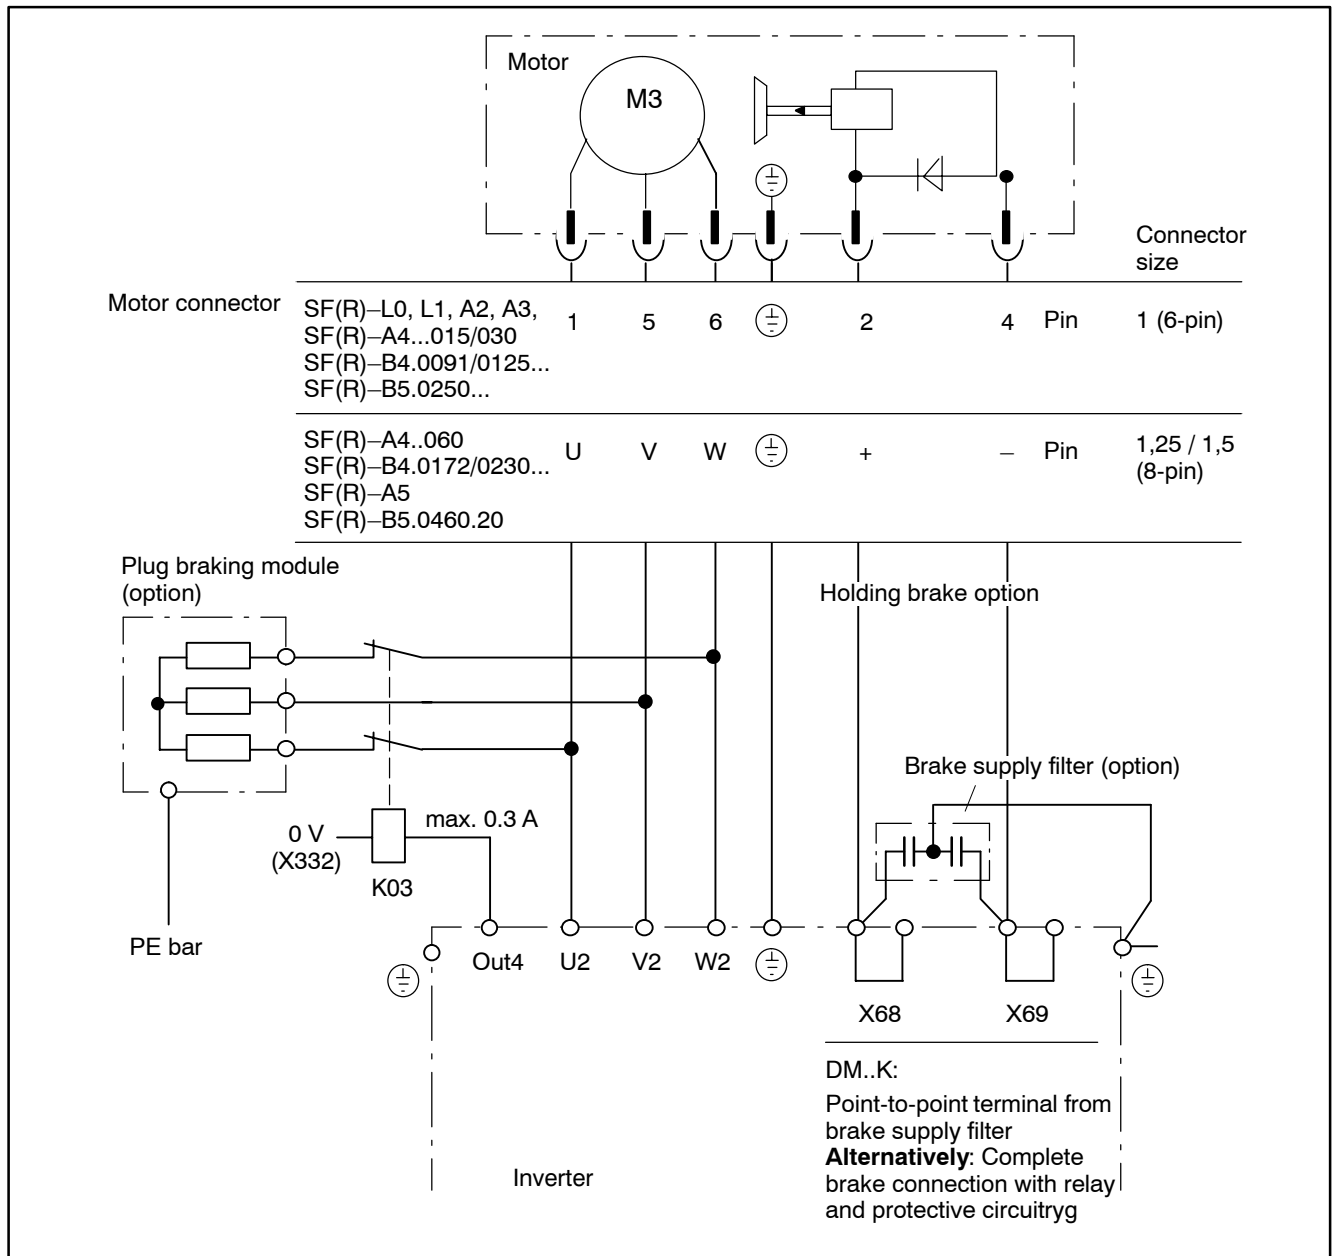 Motor
M3
Connector
size
Motor connector
SF(R)–L0, L1, A2, A3,
SF(R)–A4...015/030
SF(R)–B4.0091/0125...
SF(R)–B5.0250...
1 5 6 2 4 Pin 1 (6-pin)
SF(R)–A4..060
SF(R)–B4.0172/0230...
SF(R)–A5
SF(R)–B5.0460.20
U V W + – Pin 1,25 / 1,5
(8-pin)
Plug braking module
(option)
Holding brake option
Brake supply filter (option)
0 V
(X332)
max. 0.3 A
K03
PE bar
Out4 U2 V2 W2
X68 X69
DM..K:
Point-to-point terminal from
brake supply filter
Alternatively: Complete
brake connection with relay
and protective circuitryg
Inverter